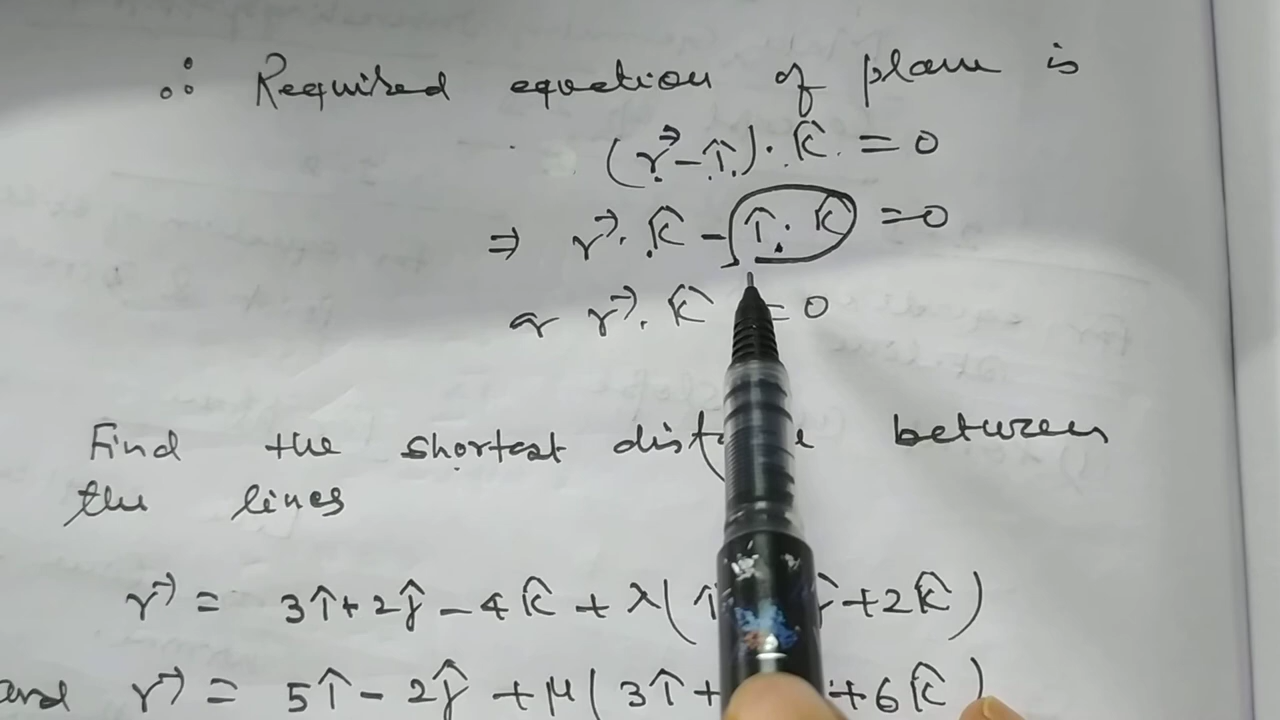 ∴ Required equation of plane is
(r⃗ - î) . k̂ = 0
⇒ r⃗ . k̂ - î . k̂ = 0
or r⃗ . k̂ = 0
Find the shortest between
the lines
r⃗ = 3î + 2ĵ - 4k̂ + λ( +2k̂)
and r⃗ = 5î - 2ĵ + μ( 3î + +6k̂)